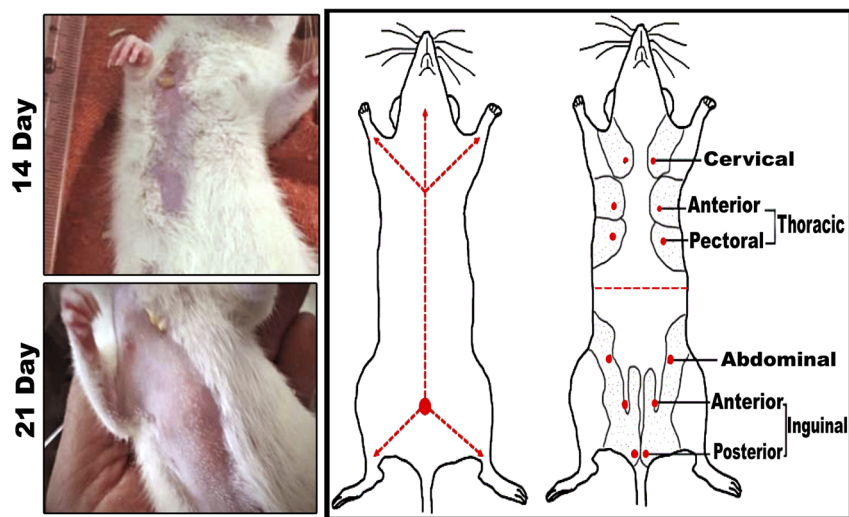 14 Day
21 Day
Cervical
Anterior
Thoracic
Pectoral
Abdominal
Anterior
Inguinal
Posterior